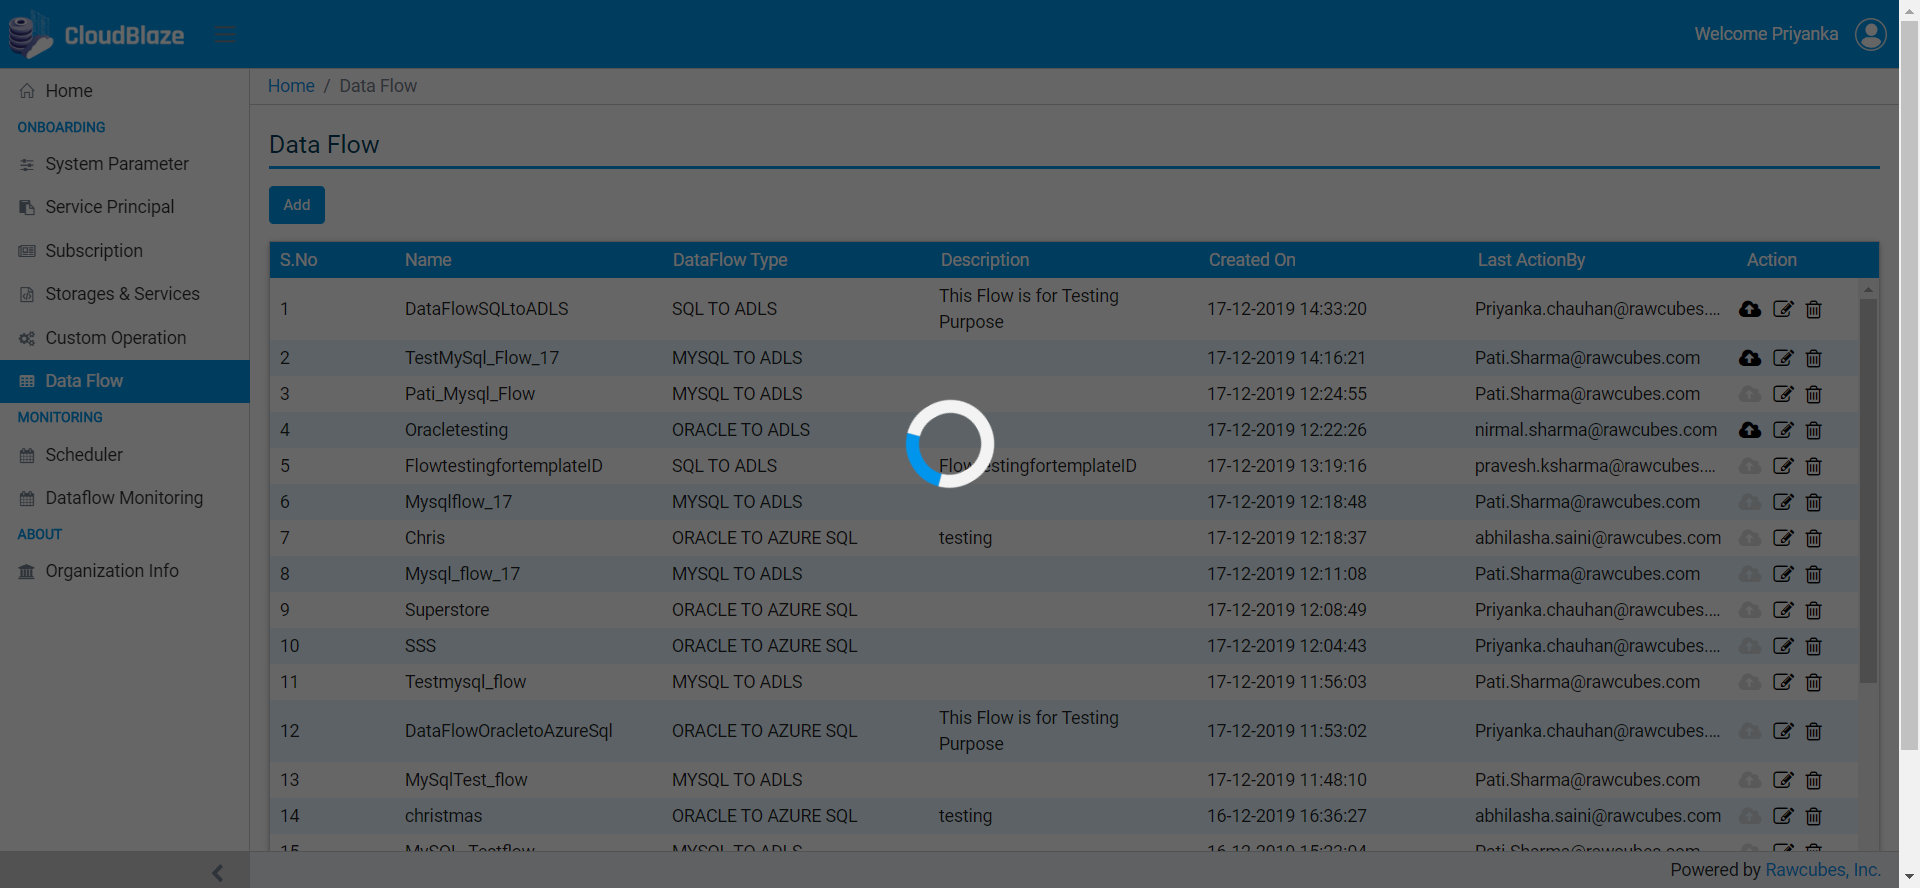 CloudBlaze
Welcome Priyanka
Home
ONBOARDING
System Parameter
Service Principal
Subscription
Storages & Services
Custom Operation
Data Flow
MONITORING
Scheduler
Dataflow Monitoring
ABOUT
Organization Info
Home / Data Flow
Data Flow
Add
S.No Name DataFlow Type Description Created On Last ActionBy Action
1 DataFlowSQLtoADLS SQL TO ADLS This Flow is for Testing Purpose 17-12-2019 14:33:20 Priyanka.chauhan@rawcubes....
2 TestMySql_Flow_17 MYSQL TO ADLS 17-12-2019 14:16:21 Pati.Sharma@rawcubes.com
3 Pati_Mysql_Flow MYSQL TO ADLS 17-12-2019 12:24:55 Pati.Sharma@rawcubes.com
4 Oracletesting ORACLE TO ADLS 17-12-2019 12:22:26 nirmal.sharma@rawcubes.com
5 FlowtestingfortemplateID SQL TO ADLS FlowtestingfortemplateID 17-12-2019 13:19:16 pravesh.ksharma@rawcubes....
6 Mysqlflow_17 MYSQL TO ADLS 17-12-2019 12:18:48 Pati.Sharma@rawcubes.com
7 Chris ORACLE TO AZURE SQL testing 17-12-2019 12:18:37 abhilasha.saini@rawcubes.com
8 Mysql_flow_17 MYSQL TO ADLS 17-12-2019 12:11:08 Pati.Sharma@rawcubes.com
9 Superstore ORACLE TO AZURE SQL 17-12-2019 12:08:49 Priyanka.chauhan@rawcubes....
10 SSS ORACLE TO AZURE SQL 17-12-2019 12:04:43 Priyanka.chauhan@rawcubes....
11 Testmysql_flow MYSQL TO ADLS 17-12-2019 11:56:03 Pati.Sharma@rawcubes.com
12 DataFlowOracletoAzureSql ORACLE TO AZURE SQL This Flow is for Testing Purpose 17-12-2019 11:53:02 Priyanka.chauhan@rawcubes....
13 MySqlTest_flow MYSQL TO ADLS 17-12-2019 11:48:10 Pati.Sharma@rawcubes.com
14 christmas ORACLE TO AZURE SQL testing 16-12-2019 16:36:27 abhilasha.saini@rawcubes.com
15 MySQL_Testflow MYSQL TO ADLS Pati.Sharma@rawcubes.com
Powered by Rawcubes, Inc.